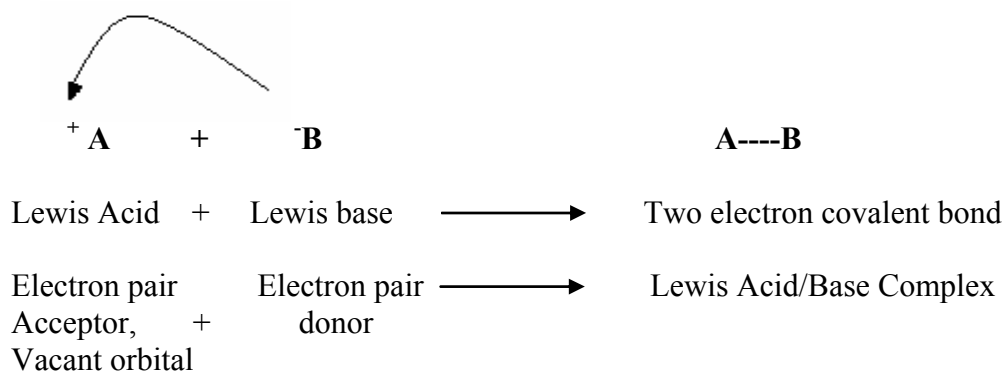 ⁺ A + ⁻B A----B
Lewis Acid + Lewis base Two electron covalent bond
Electron pair Electron pair Lewis Acid/Base Complex
Acceptor, + donor
Vacant orbital